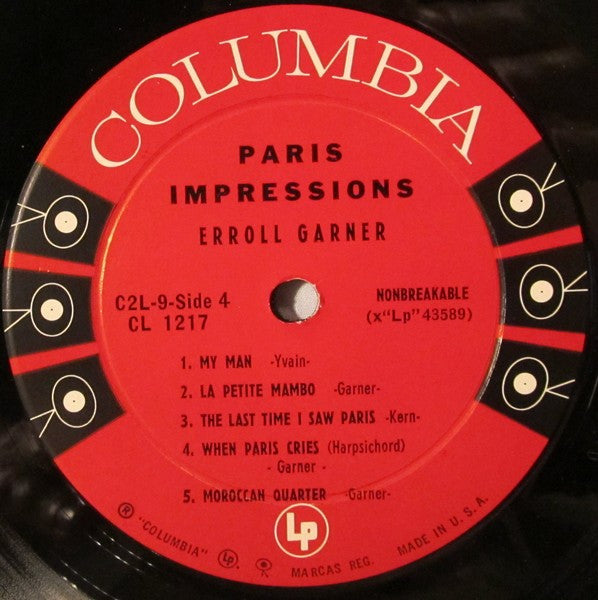 COLUMBIA
PARIS
IMPRESSIONS
ERROLL GARNER
C2L-9-Side 4
CL 1217
NONBREAKABLE
(x"Lp" 43589)
1. MY MAN -Yvain-
2. LA PETITE MAMBO -Garner-
3. THE LAST TIME I SAW PARIS -Kern-
4. WHEN PARIS CRIES (Harpsichord)
- Garner -
5. MOROCCAN QUARTER -Garner-
Lp
® "COLUMBIA" Lp. MARCAS REG. MADE IN U.S.A.